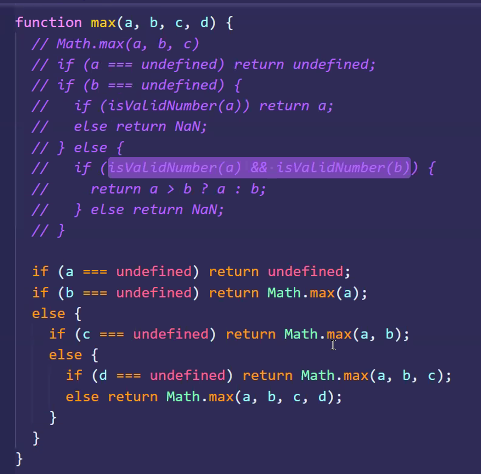 function max(a, b, c, d) {
  // Math.max(a, b, c)
  // if (a === undefined) return undefined;
  // if (b === undefined) {
  //   if (isValidNumber(a)) return a;
  //   else return NaN;
  // } else {
  //   if (isValidNumber(a) && isValidNumber(b)) {
  //     return a > b ? a : b;
  //   } else return NaN;
  // }

  if (a === undefined) return undefined;
  if (b === undefined) return Math.max(a);
  else {
    if (c === undefined) return Math.max(a, b);
    else {
      if (d === undefined) return Math.max(a, b, c);
      else return Math.max(a, b, c, d);
    }
  }
}